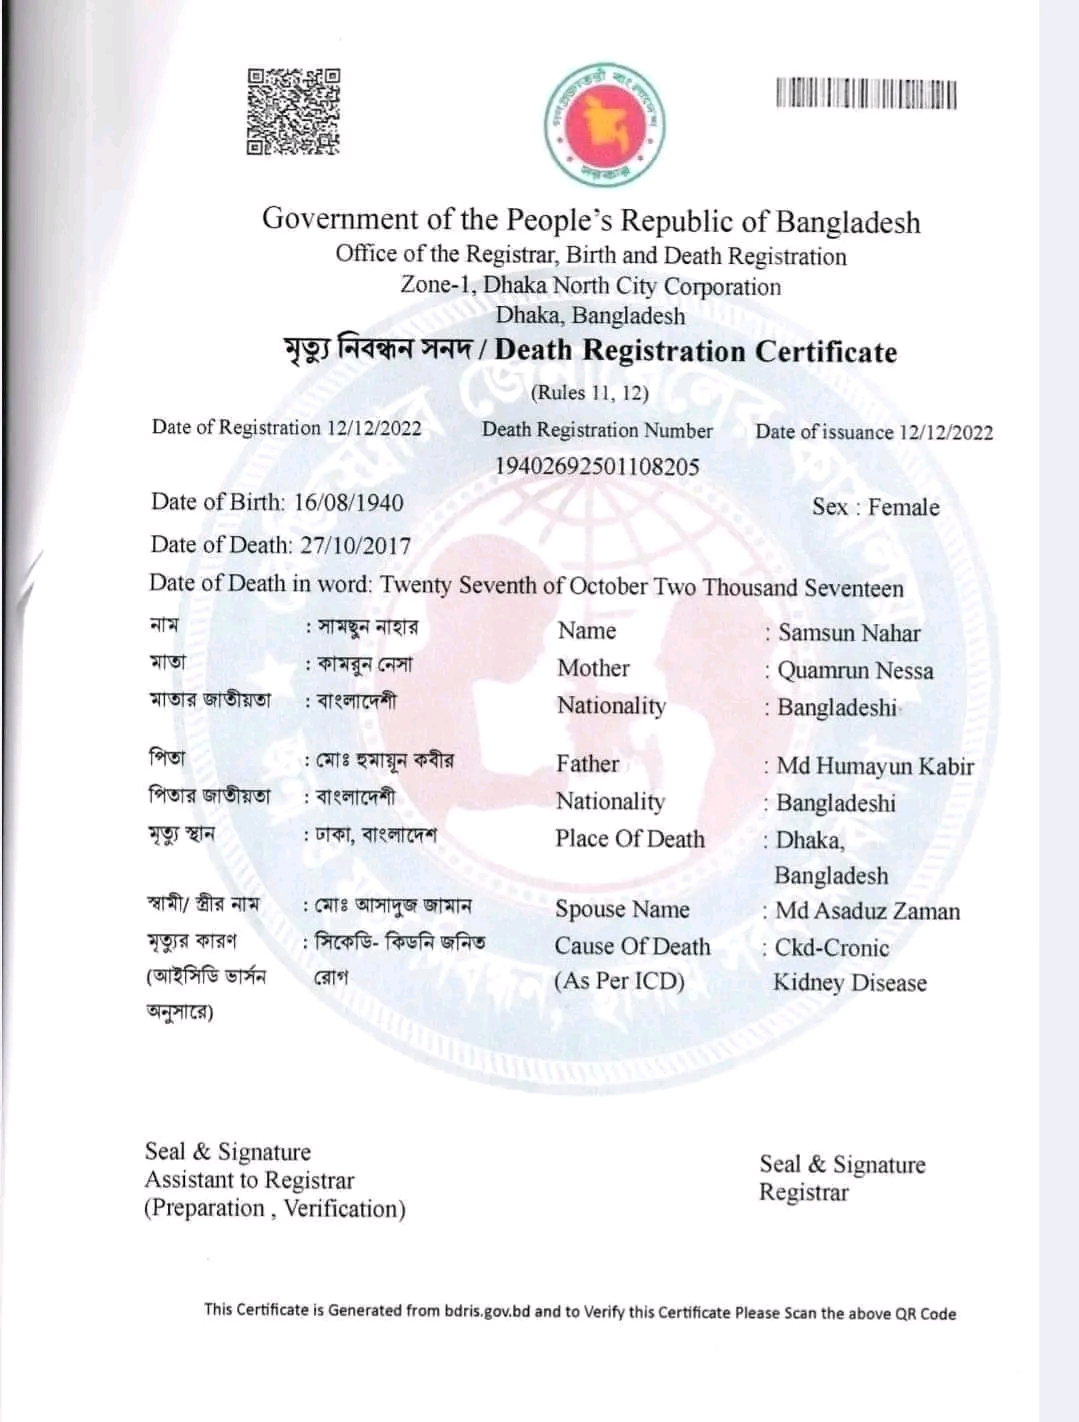 গণপ্রজাতন্ত্রী বাংলাদেশ
সরকার
Government of the People's Republic of Bangladesh
Office of the Registrar, Birth and Death Registration
Zone-1, Dhaka North City Corporation
Dhaka, Bangladesh
মৃত্যু নিবন্ধন সনদ / Death Registration Certificate
(Rules 11, 12)
Date of Registration 12/12/2022 Death Registration Number Date of issuance 12/12/2022
19402692501108205
Date of Birth: 16/08/1940 Sex : Female
Date of Death: 27/10/2017
Date of Death in word: Twenty Seventh of October Two Thousand Seventeen
নাম : সামছুন নাহার Name : Samsun Nahar
মাতা : কামরুন নেসা Mother : Quamrun Nessa
মাতার জাতীয়তা : বাংলাদেশী Nationality : Bangladeshi
পিতা : মোঃ হুমায়ূন কবীর Father : Md Humayun Kabir
পিতার জাতীয়তা : বাংলাদেশী Nationality : Bangladeshi
মৃত্যু স্থান : ঢাকা, বাংলাদেশ Place Of Death : Dhaka,
Bangladesh
স্বামী/ স্ত্রীর নাম : মোঃ আসাদুজ জামান Spouse Name : Md Asaduz Zaman
মৃত্যুর কারণ : সিকেডি- কিডনি জনিত Cause Of Death : Ckd-Cronic
(আইসিডি ভার্সন রোগ (As Per ICD) Kidney Disease
অনুসারে)
Seal & Signature Seal & Signature
Assistant to Registrar Registrar
(Preparation , Verification)
This Certificate is Generated from bdris.gov.bd and to Verify this Certificate Please Scan the above QR Code